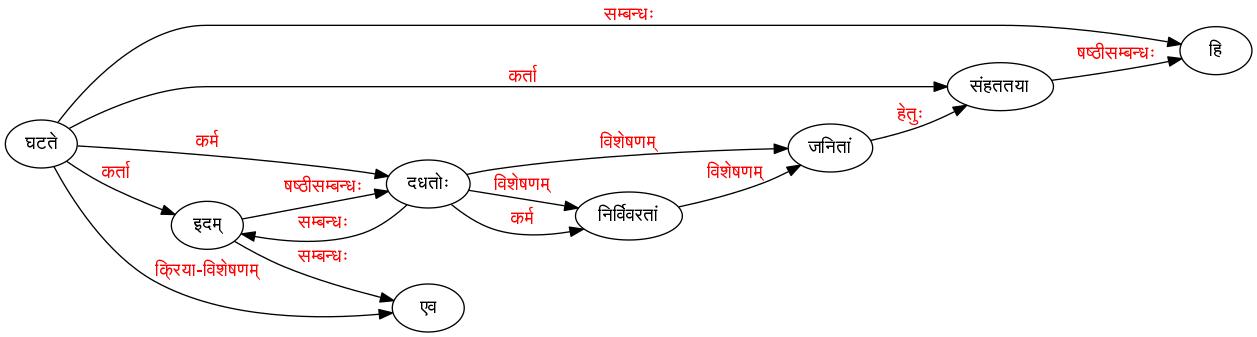 सम्बन्धः
हि
षष्ठीसम्बन्धः
कर्ता
संहततया
हेतुः
घटते
कर्म
विशेषणम्
जनितां
कर्ता
षष्ठीसम्बन्धः
दधतोः
विशेषणम्
विशेषणम्
इदम्
सम्बन्धः
कर्म
निर्विवरतां
सम्बन्धः
क्रिया-विशेषणम्
एव